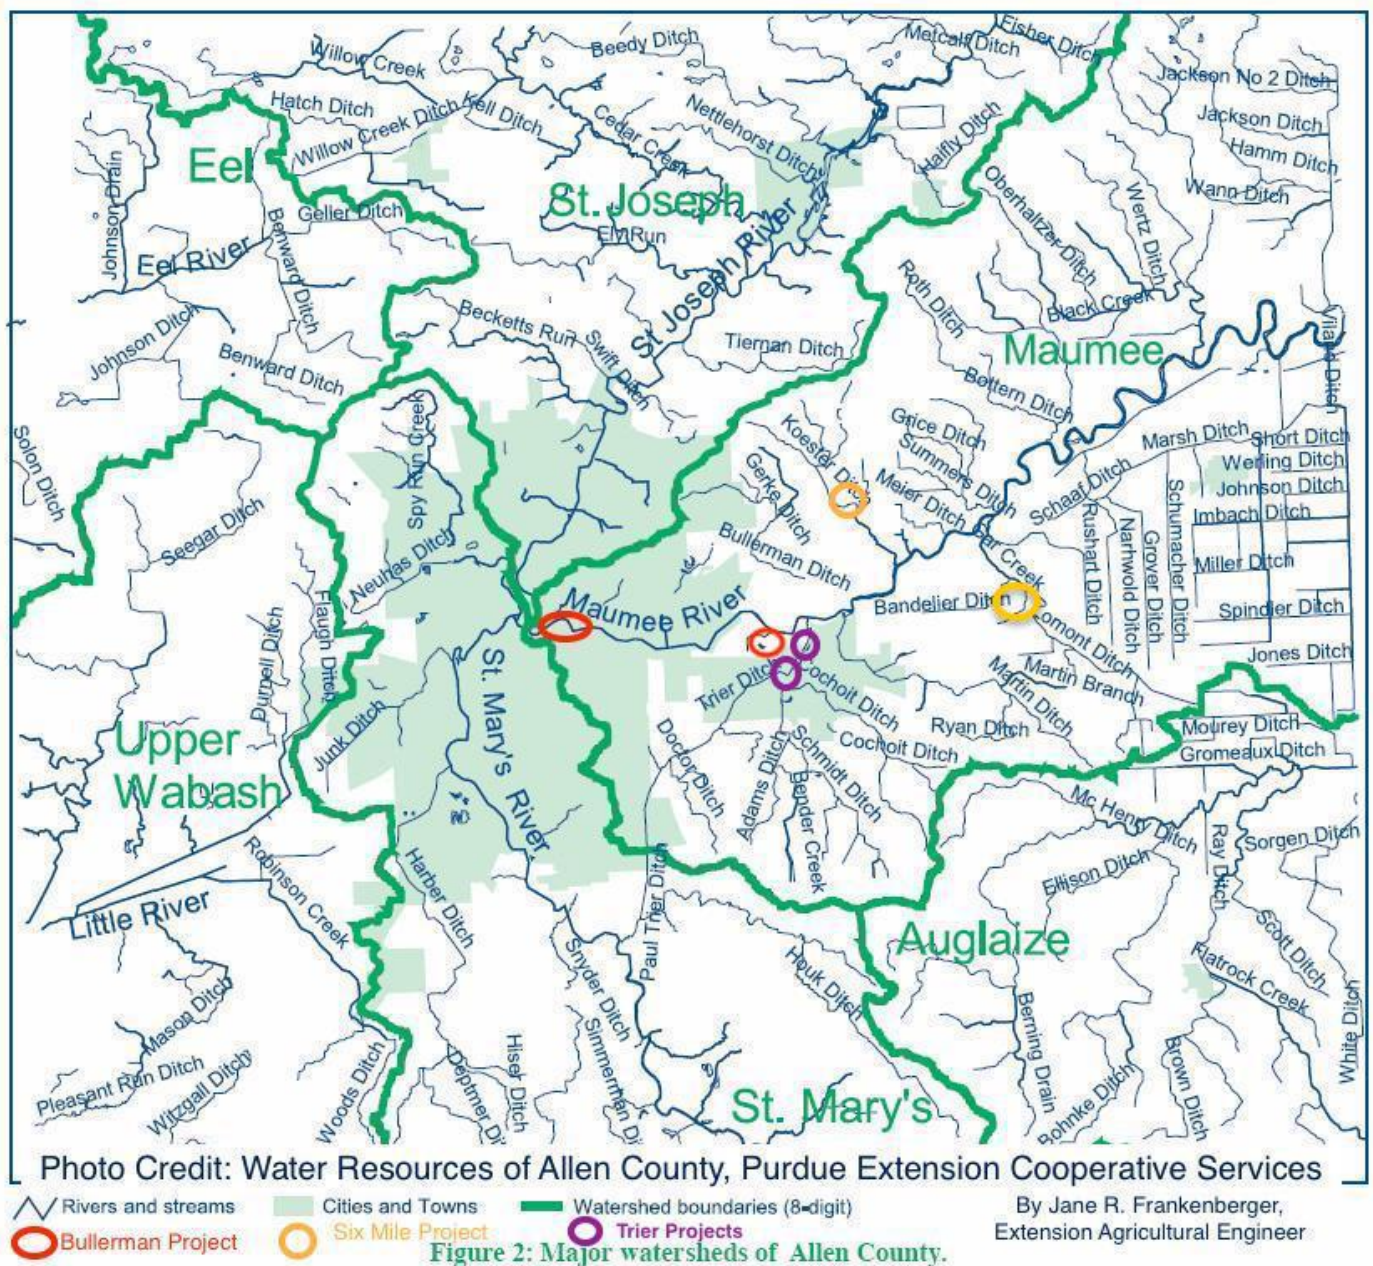 Fisher Ditch
Metcalf Ditch
Beedy Ditch
Willow Creek
Jackson No 2 Ditch
Hatch Ditch
Kell Ditch
Nettlehorst Ditch
Jackson Ditch
Willow Creek Ditch
Cedar Creek
Halfly Ditch
Hamm Ditch
Eel
Johnson Drain
St. Joseph
Oberhaltzer Ditch
Wertz Ditch
Wann Ditch
Geller Ditch
Benward Ditch
Ely Run
St Joseph River
Eel River
Roth Ditch
Black Creek
Johnson Ditch
Becketts Run
Swift Ditch
Tiernan Ditch
Maumee
Viland Ditch
Benward Ditch
Bottern Ditch
Solon Ditch
Spy Run Creek
Koester Ditch
Grice Ditch
Summers Ditch
Marsh Ditch
Short Ditch
Gerke Ditch
Meier Ditch
Schaaf Ditch
Werling Ditch
Johnson Ditch
Imbach Ditch
Seegar Ditch
Neuhas Ditch
Bullerman Ditch
Rushart Ditch
Narhwold Ditch
Grover Ditch
Schumacher Ditch
Miller Ditch
Flaugh Ditch
Maumee River
Bandelier Ditch
Lomont Ditch
Spindler Ditch
Durnell Ditch
St. Mary's River
Trier Ditch
Cochoit Ditch
Martin Ditch
Martin Branch
Jones Ditch
Upper
Wabash
Junk Ditch
Doctor Ditch
Adams Ditch
Schmidt Ditch
Bender Creek
Cochoit Ditch
Ryan Ditch
Mourey Ditch
Gromeaux Ditch
Mc Henry Ditch
Ray Ditch
Sorgen Ditch
Robinson Creek
Harber Ditch
Ellison Ditch
Little River
Paul Trier Ditch
Auglaize
Scott Ditch
Snyder Ditch
Houk Ditch
Flatrock Creek
Mason Ditch
Simmerman Di
Berning Drain
White Ditch
Pleasant Run Ditch
Witzgall Ditch
Woods Ditch
Deptmer Di
Hiser Ditch
St. Mary's
Bohnke Ditch
Brown Ditch
Photo Credit: Water Resources of Allen County, Purdue Extension Cooperative Services
Rivers and streams Cities and Towns Watershed boundaries (8-digit) By Jane R. Frankenberger,
Bullerman Project Six Mile Project Trier Projects Extension Agricultural Engineer
Figure 2: Major watersheds of Allen County.